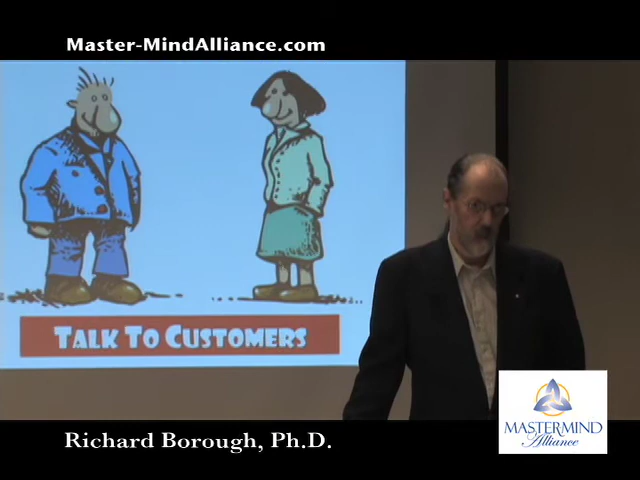 Master-MindAlliance.com
TALK TO CUSTOMERS
MASTERMIND
Alliance
Richard Borough, Ph.D.